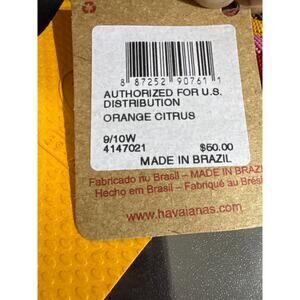 8 87252 90761 1
AUTHORIZED FOR U.S.
DISTRIBUTION
ORANGE CITRUS
9/10W
4147021 $60.00
MADE IN BRAZIL
Fabricado no Brasil - MADE IN BRAZI
Hecho em Brasil - Fabriqué au Brési
www.havaianas.com